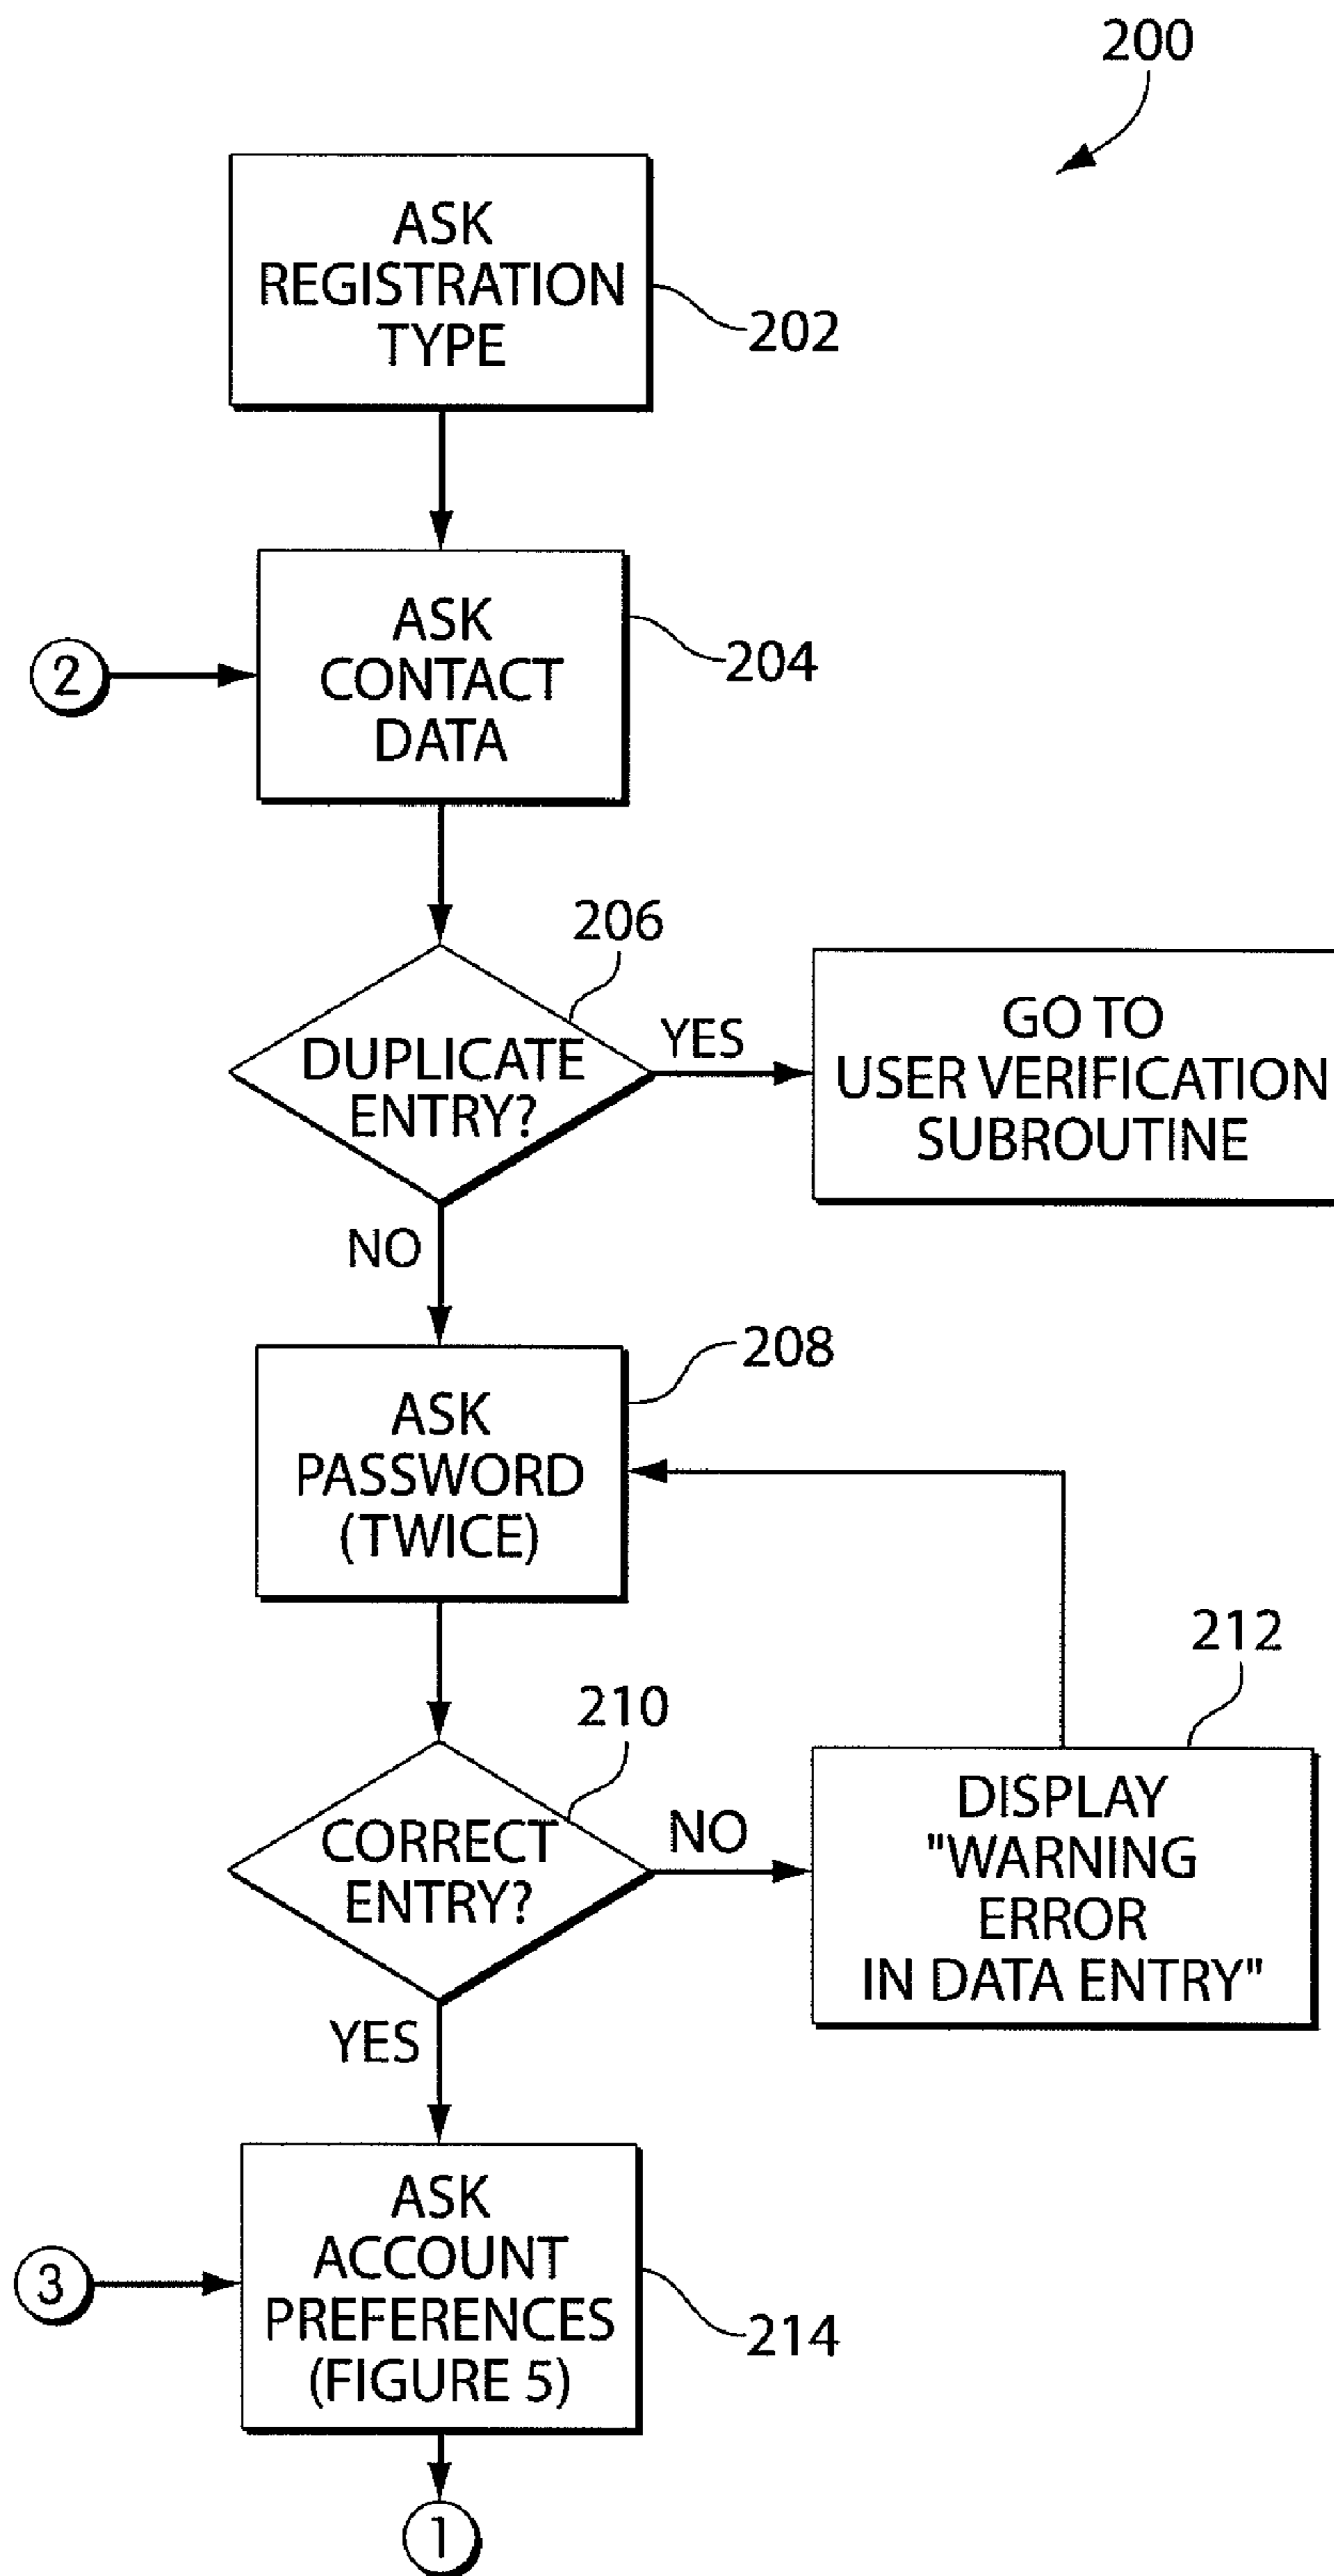 200
ASK
REGISTRATION
TYPE
202
ASK
CONTACT
DATA
204
2
206
DUPLICATE
ENTRY?
YES
GO TO
USER VERIFICATION
SUBROUTINE
NO
208
ASK
PASSWORD
(TWICE)
210
CORRECT
ENTRY?
NO
212
DISPLAY
"WARNING
ERROR
IN DATA ENTRY"
YES
ASK
ACCOUNT
PREFERENCES
(FIGURE 5)
3
214
1